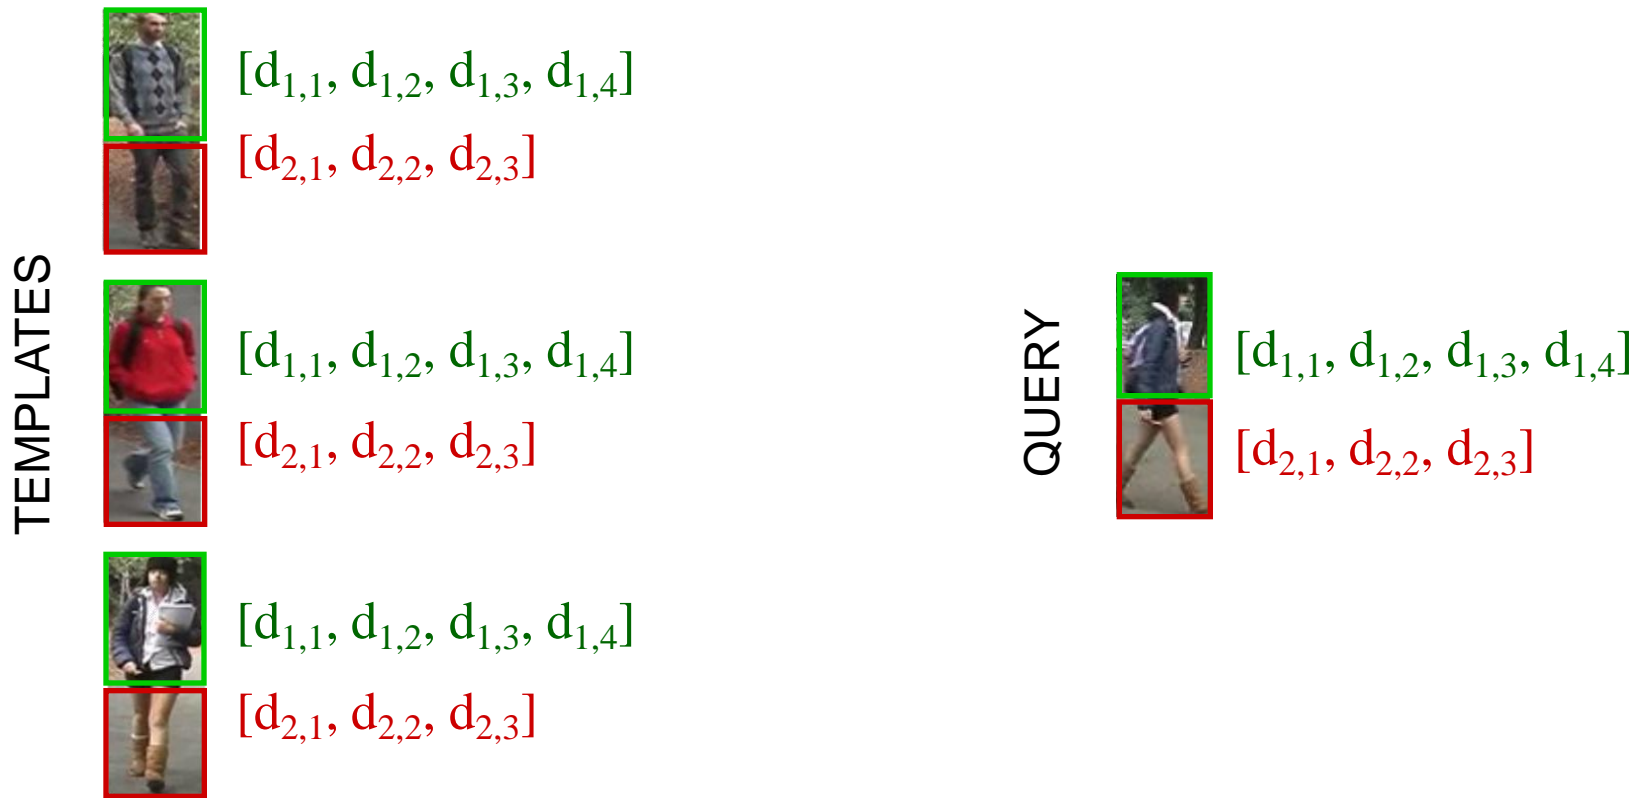 TEMPLATES
[d1,1, d1,2, d1,3, d1,4]
[d2,1, d2,2, d2,3]
[d1,1, d1,2, d1,3, d1,4]
[d2,1, d2,2, d2,3]
[d1,1, d1,2, d1,3, d1,4]
[d2,1, d2,2, d2,3]
QUERY
[d1,1, d1,2, d1,3, d1,4]
[d2,1, d2,2, d2,3]